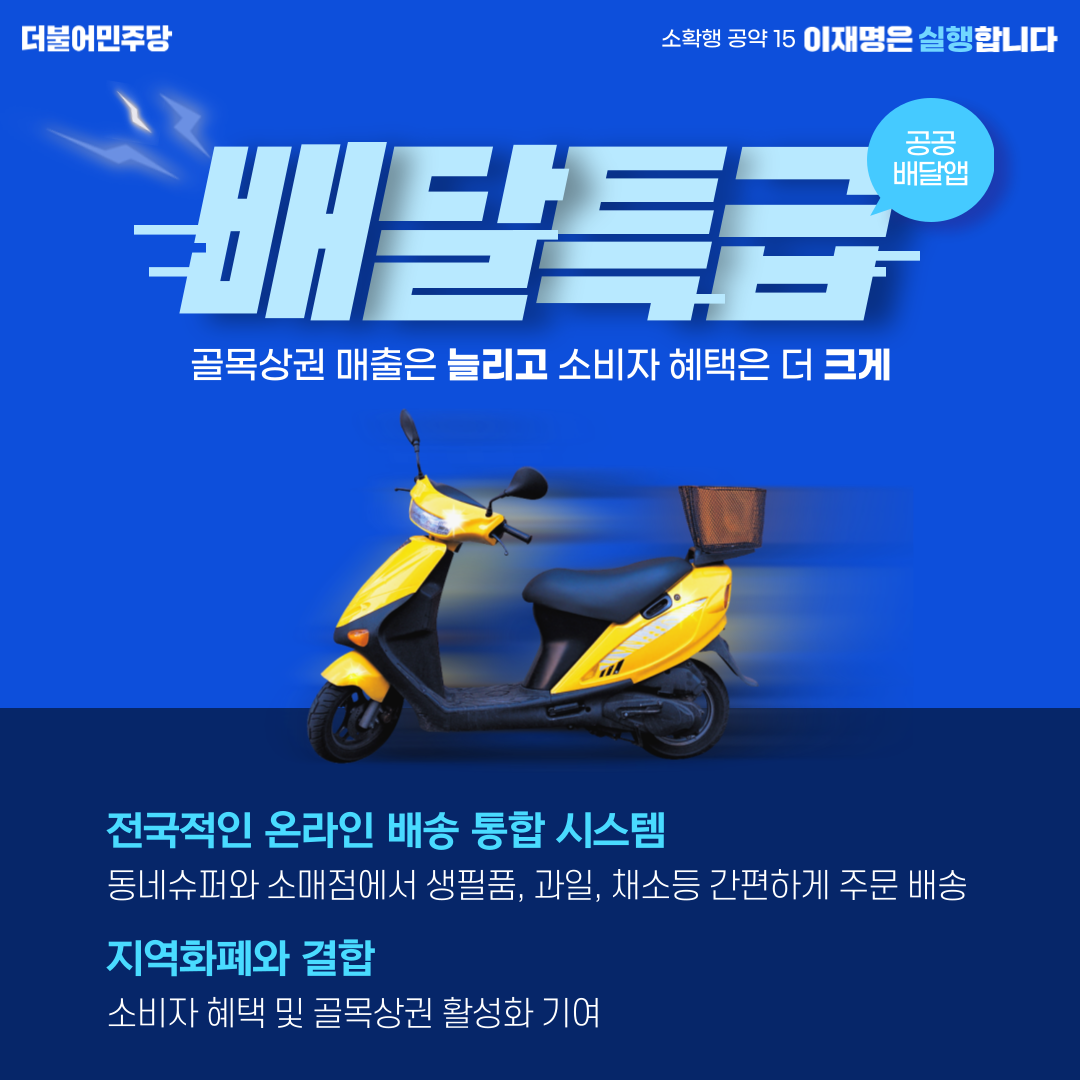 더불어민주당
소확행 공약 15 이재명은 실행합니다
공공
배달앱
배달특급
골목상권 매출은 늘리고 소비자 혜택은 더 크게
전국적인 온라인 배송 통합 시스템
동네슈퍼와 소매점에서 생필품, 과일, 채소등 간편하게 주문 배송
지역화폐와 결합
소비자 혜택 및 골목상권 활성화 기여